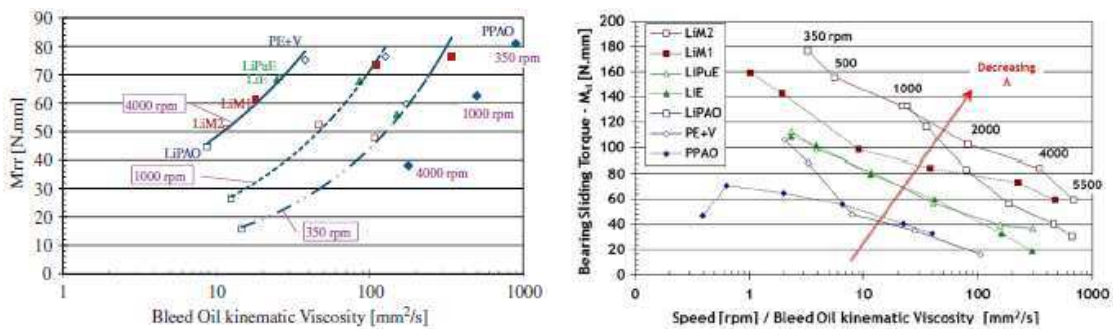 90
80
70
60
50
40
30
20
10
0
M'rr [N.mm]
PPAO
PE+V
LiPuE
LiE
LiM1
LiM2
LiPAO
4000 rpm
1000 rpm
350 rpm
350 rpm
1000 rpm
4000 rpm
1 10 100 1000
Bleed Oil kinematic Viscosity [mm²/s]
200
180
160
140
120
100
80
60
40
20
0
Bearing Sliding Torque - Msl [N.mm]
LiM2
LiM1
LiPuE
LiE
LiPAO
PE+V
PPAO
350 rpm
500
1000
2000
4000
5500
Decreasing
0 1 10 100 1000
Speed [rpm] / Bleed Oil kinematic Viscosity [mm²/s]